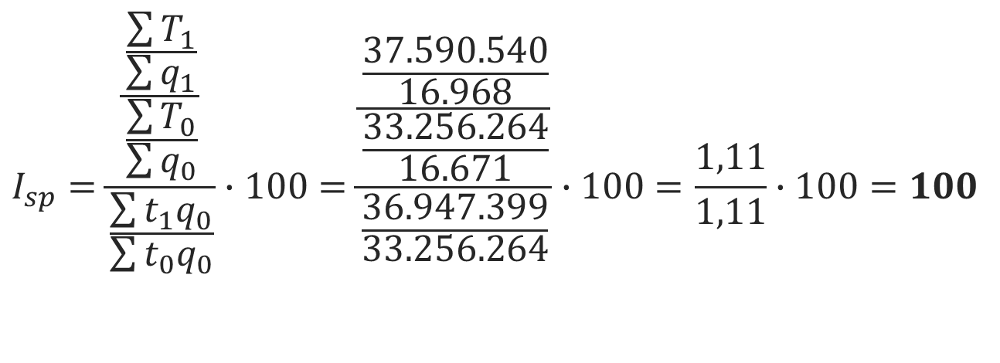 I_sp = ((∑ T₁ / ∑ q₁) / (∑ T₀ / ∑ q₀)) / (∑ t₁q₀ / ∑ t₀q₀) · 100 = ((37.590.540 / 16.968) / (33.256.264 / 16.671)) / (36.947.399 / 33.256.264) · 100 = 1,11 / 1,11 · 100 = 100